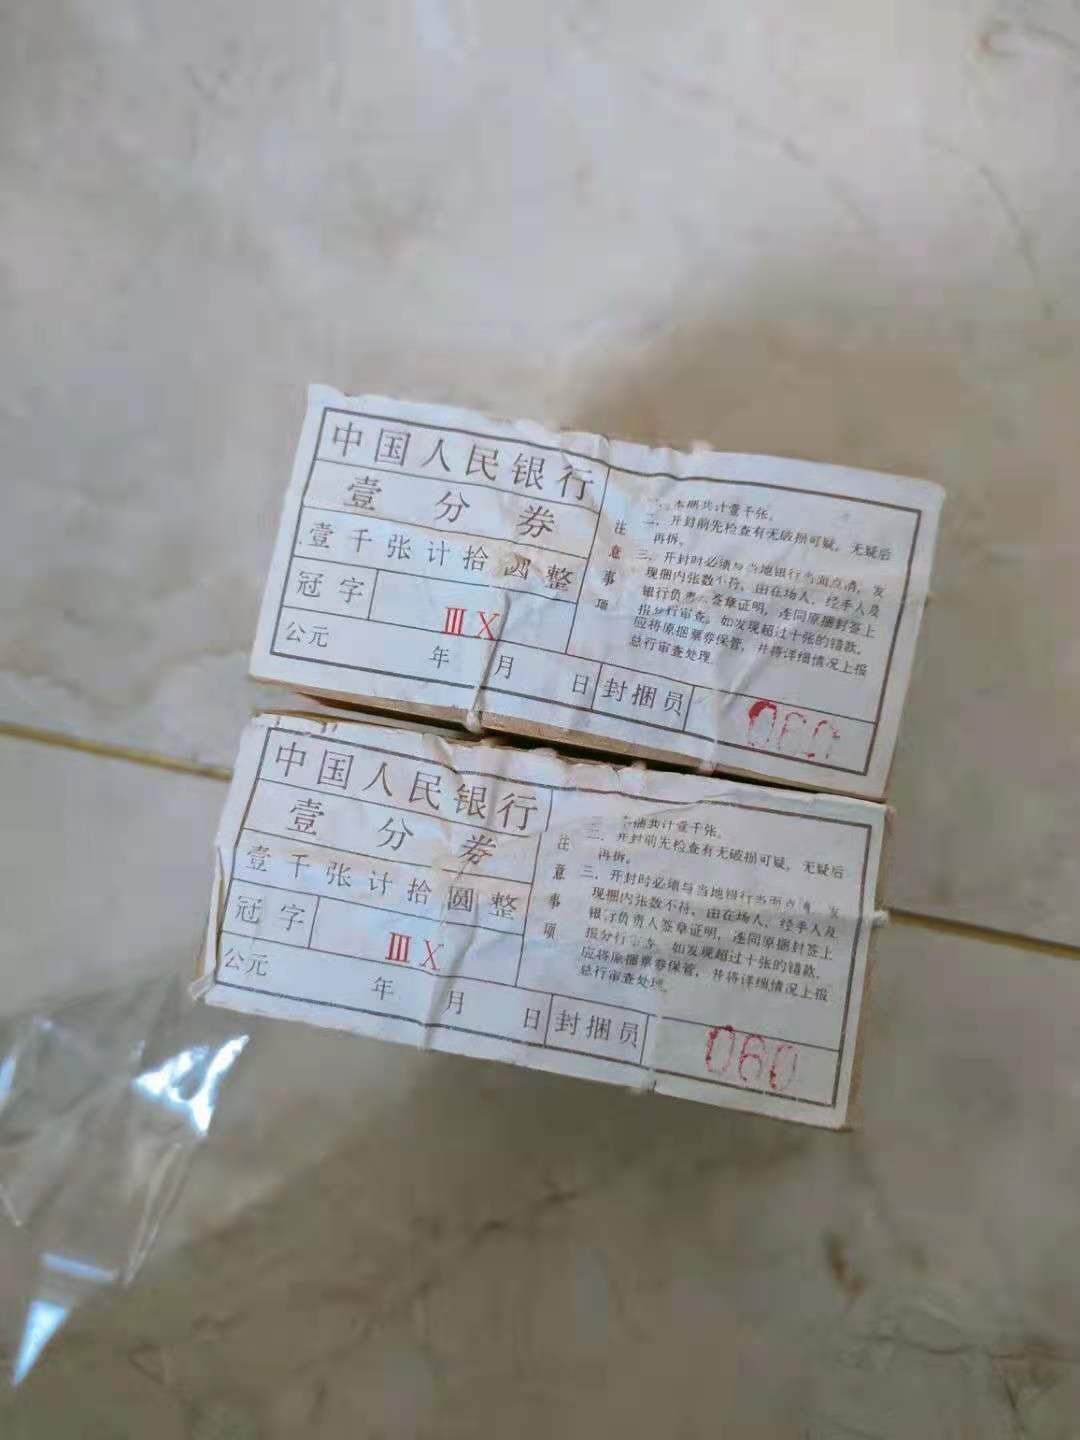 中国人民银行
壹分券
壹千张计拾圆整
冠字 ⅢⅩ
公元 年 月 日
封捆员 060
注意事项
本捆共计壹千张。
二、开封前先检查有无破损可疑，无疑后
再拆。
三、开封时必须与当地银行当面点清，发
现捆内张数不符，由在场人、经手人及
银行负责人签章证明，连同原捆封签上
报分行审查。如发现超过十张的错款，
应将原捆票券保管，并将详细情况上报
总行审查处理。
中国人民银行
壹分券
壹千张计拾圆整
冠字 ⅢⅩ
公元 年 月 日
封捆员 060
注意事项
本捆共计壹千张。
二、开封前先检查有无破损可疑，无疑后
再拆。
三、开封时必须与当地银行当面点清，发
现捆内张数不符，由在场人、经手人及
银行负责人签章证明，连同原捆封签上
报分行审查。如发现超过十张的错款，
应将原捆票券保管，并将详细情况上报
总行审查处理。